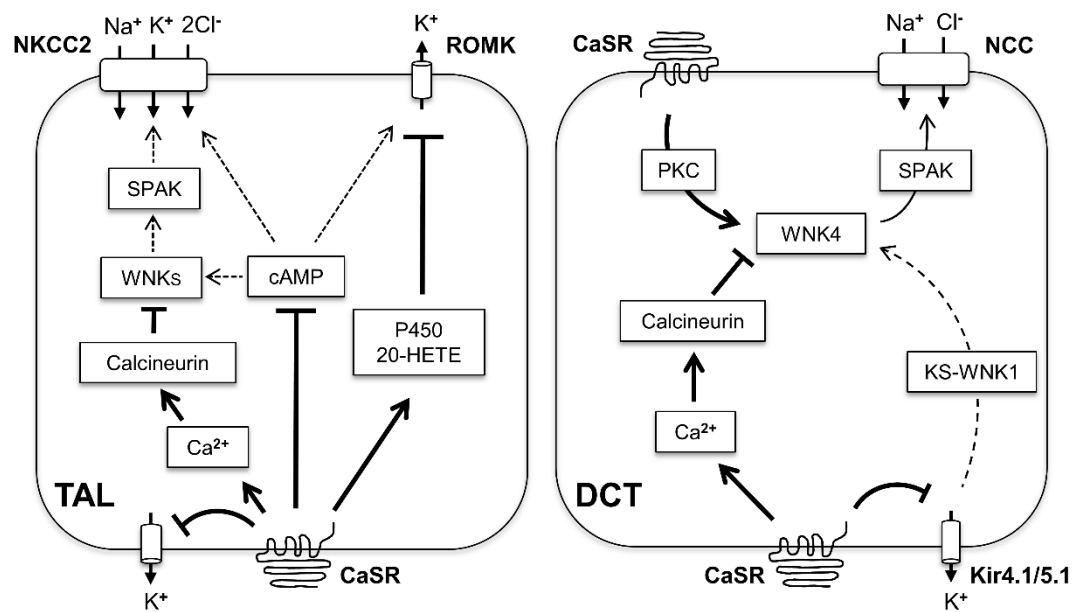 Na⁺ K⁺ 2Cl⁻
NKCC2
K⁺
ROMK
SPAK
WNKs
cAMP
P450
20-HETE
Calcineurin
Ca²⁺
TAL
CaSR
K⁺
CaSR
Na⁺ Cl⁻
NCC
PKC
SPAK
WNK4
Calcineurin
KS-WNK1
Ca²⁺
DCT
CaSR
Kir4.1/5.1
K⁺